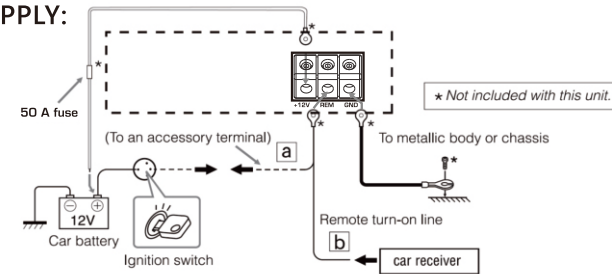 PPLY:
*
*
50 A fuse
+12V REM GND
* Not included with this unit.
*
*
(To an accessory terminal)
To metallic body or chassis
a
*
12V
Car battery
Ignition switch
Remote turn-on line
b
car receiver